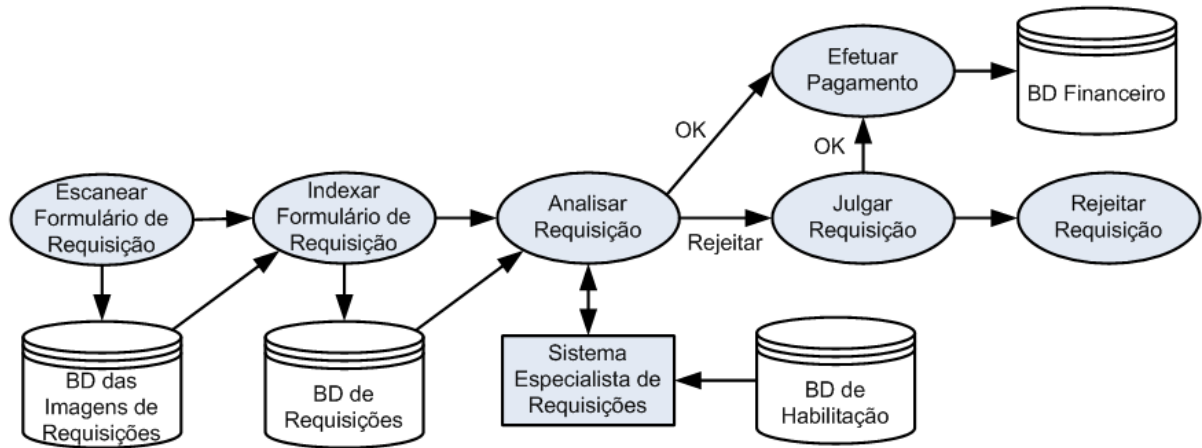 Efetuar
Pagamento
BD Financeiro
OK
OK
Escanear
Formulário de
Requisição
Indexar
Formulário de
Requisição
Analisar
Requisição
Rejeitar
Julgar
Requisição
Rejeitar
Requisição
BD das
Imagens de
Requisições
BD de
Requisições
Sistema
Especialista de
Requisições
BD de
Habilitação